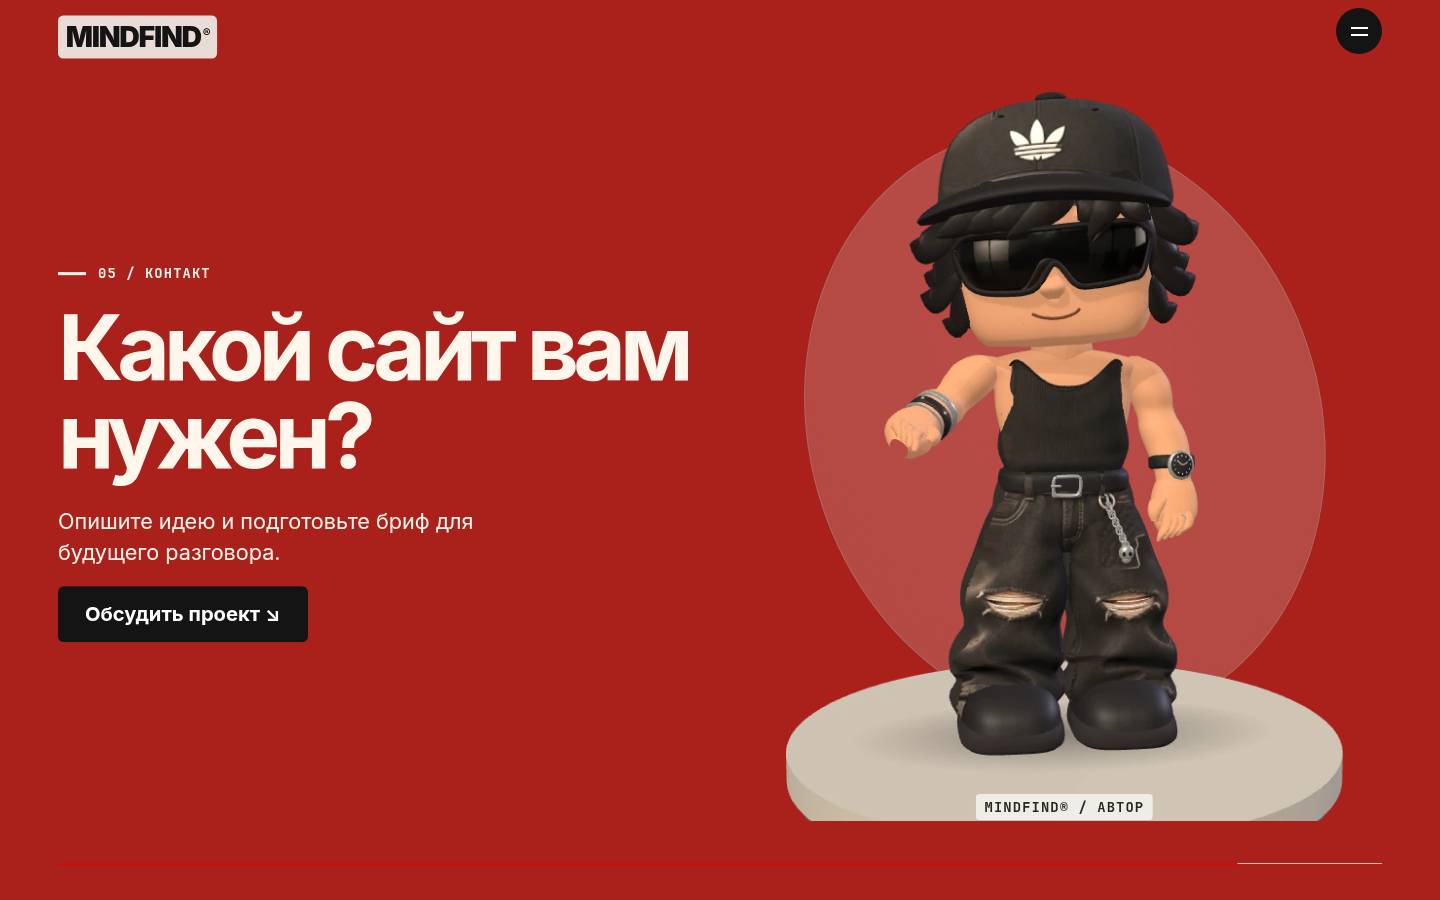 MINDFIND®
05 / КОНТАКТ
Какой сайт вам
нужен?
Опишите идею и подготовьте бриф для
будущего разговора.
Обсудить проект ↘
MINDFIND® / АВТОР